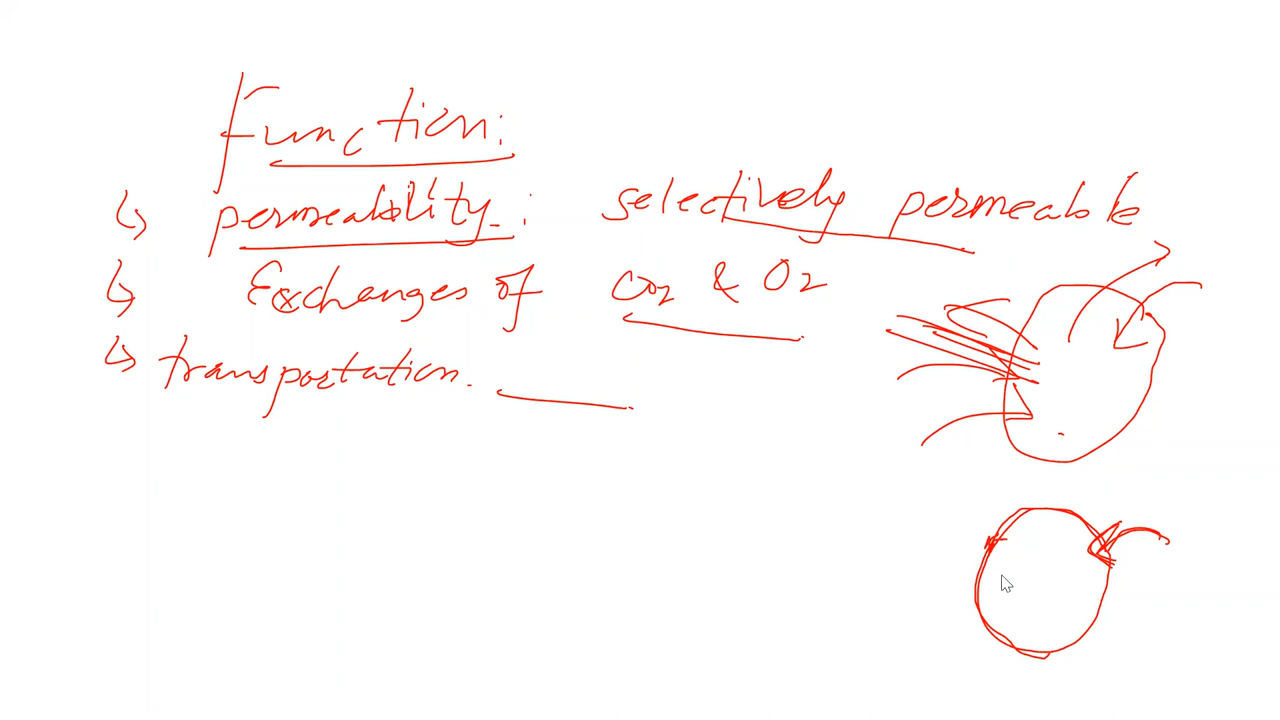 Function:
↳ permeability : selectively permeable
↳ Exchanges of CO2 & O2
↳ transportation.